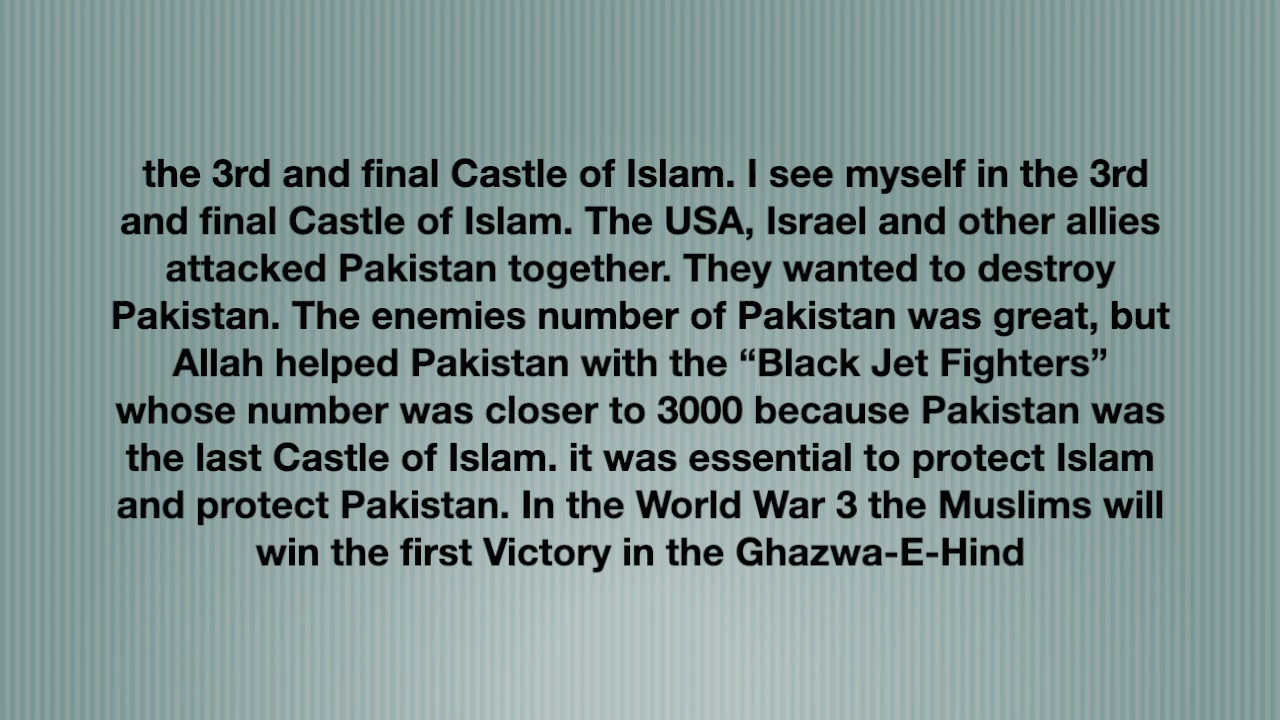 the 3rd and final Castle of Islam. I see myself in the 3rd
and final Castle of Islam. The USA, Israel and other allies
attacked Pakistan together. They wanted to destroy
Pakistan. The enemies number of Pakistan was great, but
Allah helped Pakistan with the “Black Jet Fighters”
whose number was closer to 3000 because Pakistan was
the last Castle of Islam. it was essential to protect Islam
and protect Pakistan. In the World War 3 the Muslims will
win the first Victory in the Ghazwa-E-Hind